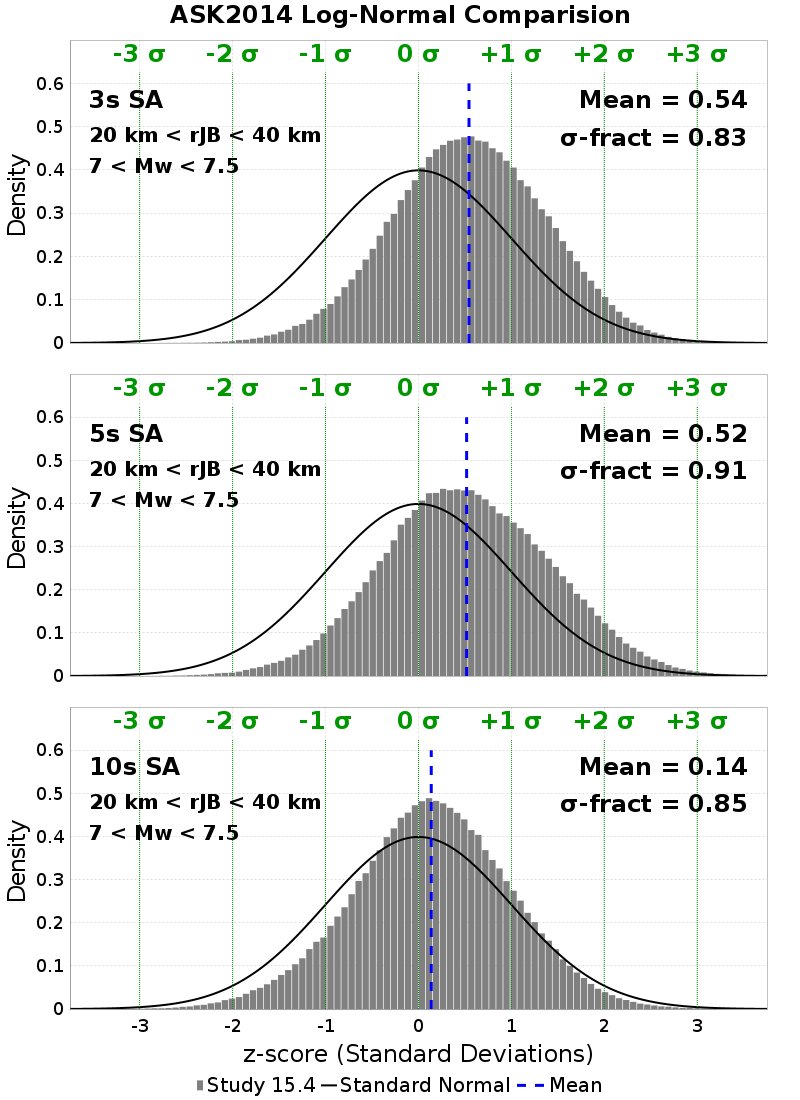 ASK2014 Log-Normal Comparision
-3 σ -2 σ -1 σ 0 σ +1 σ +2 σ +3 σ
3s SA
20 km < rJB < 40 km
7 < Mw < 7.5
Mean = 0.54
σ-fract = 0.83
0.6
0.5
0.4
0.3
0.2
0.1
0
Density
-3 σ -2 σ -1 σ 0 σ +1 σ +2 σ +3 σ
5s SA
20 km < rJB < 40 km
7 < Mw < 7.5
Mean = 0.52
σ-fract = 0.91
0.6
0.5
0.4
0.3
0.2
0.1
0
Density
-3 σ -2 σ -1 σ 0 σ +1 σ +2 σ +3 σ
10s SA
20 km < rJB < 40 km
7 < Mw < 7.5
Mean = 0.14
σ-fract = 0.85
0.6
0.5
0.4
0.3
0.2
0.1
0
Density
-3 -2 -1 0 1 2 3
z-score (Standard Deviations)
Study 15.4 Standard Normal Mean